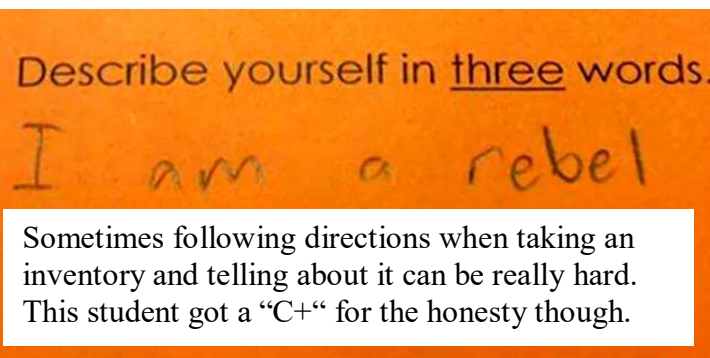 Describe yourself in three words.
I am a rebel
Sometimes following directions when taking an
inventory and telling about it can be really hard.
This student got a “C+“ for the honesty though.